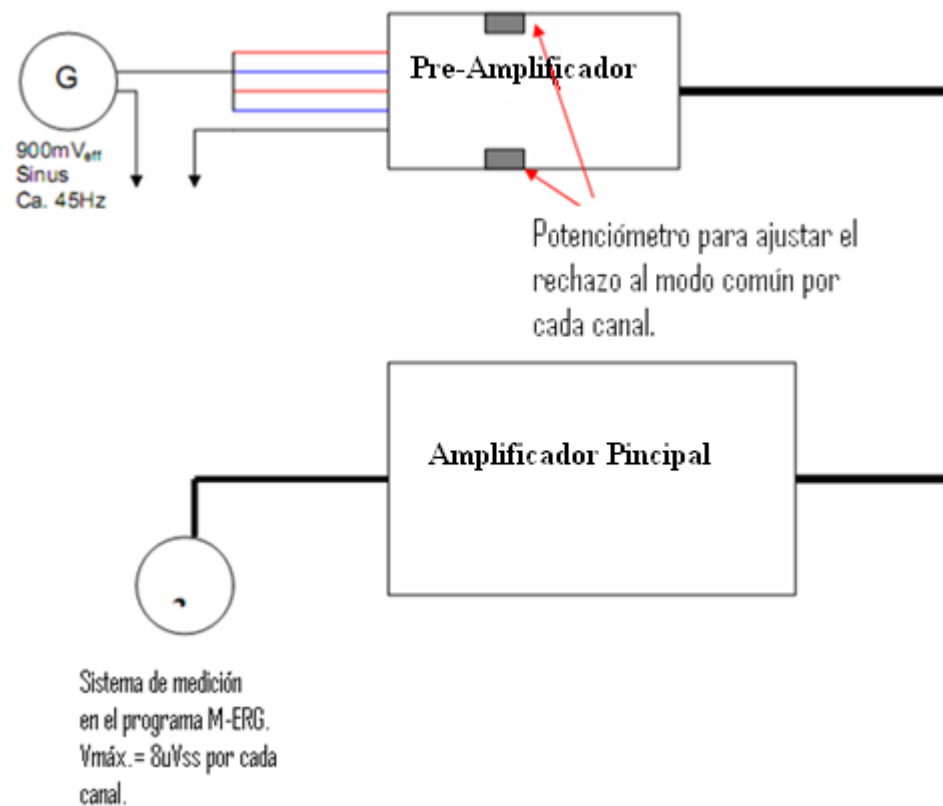 G
900mVeff
Sinus
Ca. 45Hz
Pre-Amplificador
Potenciómetro para ajustar el
rechazo al modo común por
cada canal.
Amplificador Pincipal
Sistema de medición
en el programa M-ERG.
Vmáx.= 8uVss por cada
canal.